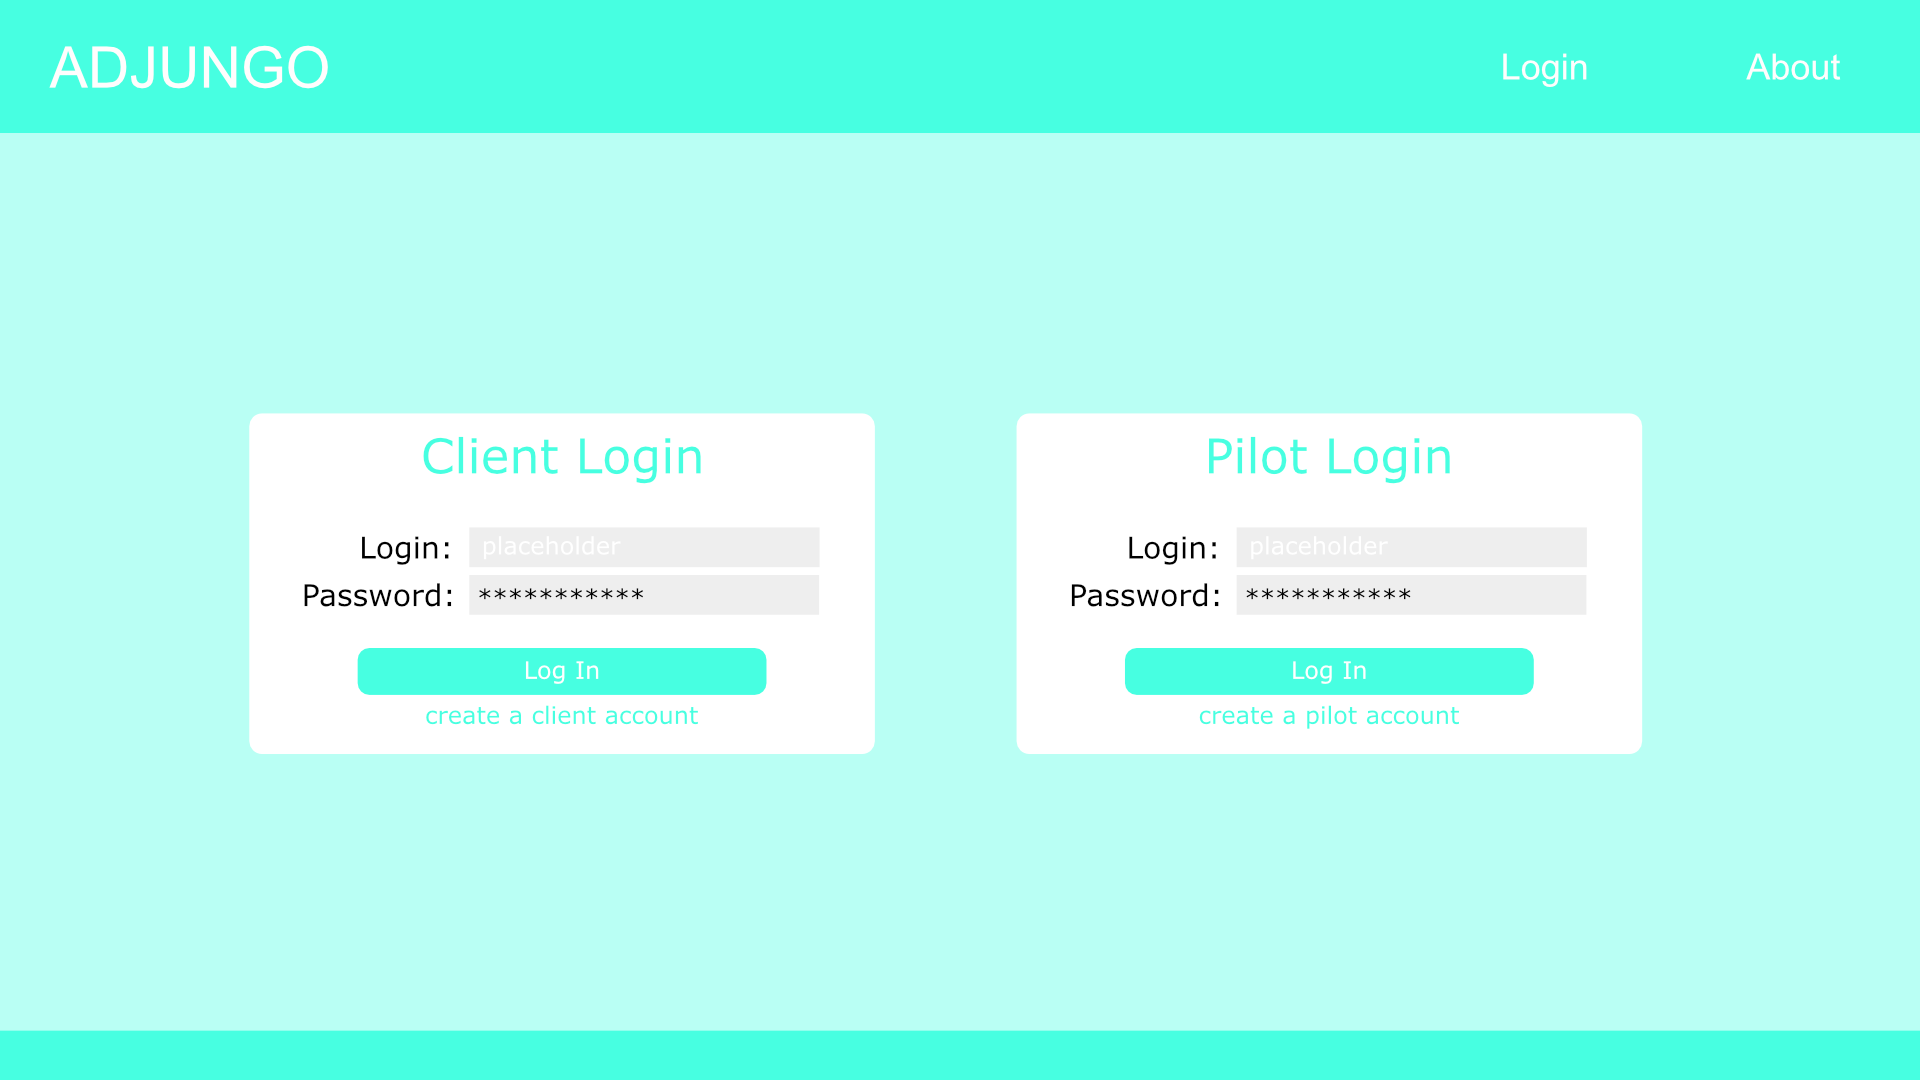 ADJUNGO
Login
About
Client Login
Login: placeholder
Password: ***********
Log In
create a client account
Pilot Login
Login: placeholder
Password: ***********
Log In
create a pilot account